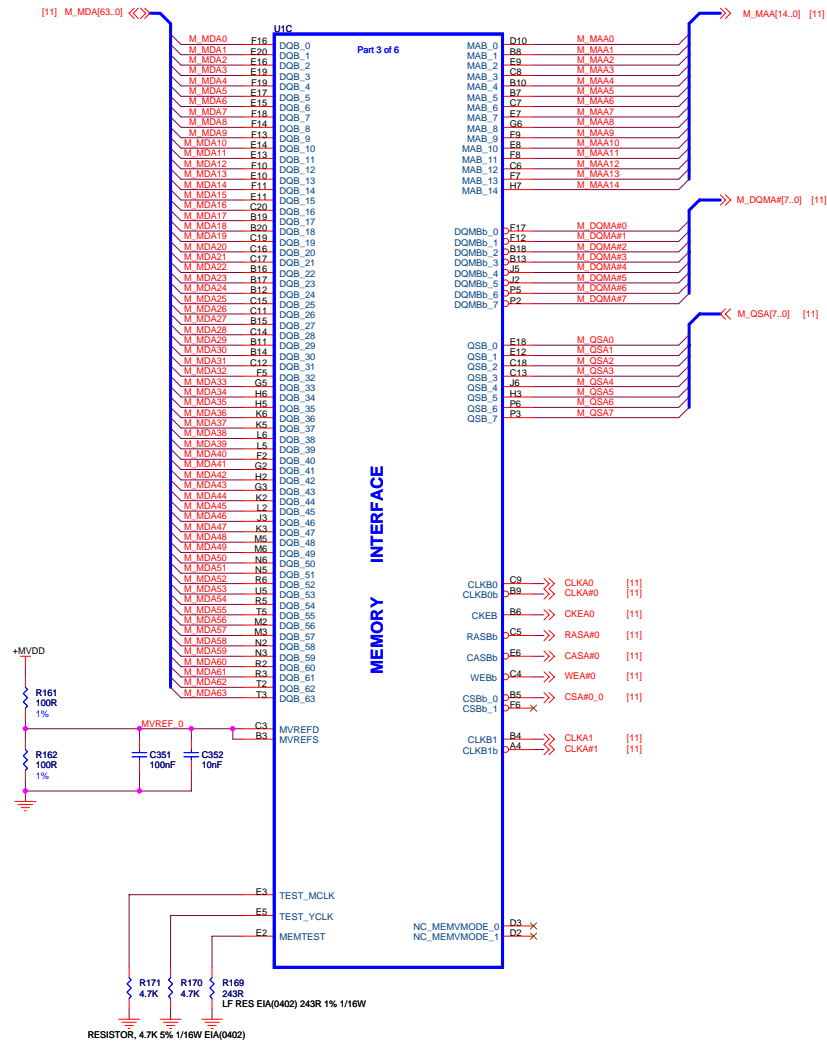 [11] M_MDA[63..0]
M_MAA[14..0] [11]
U1C
Part 3 of 6
M_MDA0 F16 DQB_0
M_MDA1 F20 DQB_1
M_MDA2 E16 DQB_2
M_MDA3 E19 DQB_3
M_MDA4 F19 DQB_4
M_MDA5 E17 DQB_5
M_MDA6 E15 DQB_6
M_MDA7 F18 DQB_7
M_MDA8 F14 DQB_8
M_MDA9 F13 DQB_9
M_MDA10 E14 DQB_10
M_MDA11 E13 DQB_11
M_MDA12 F10 DQB_12
M_MDA13 E10 DQB_13
M_MDA14 F11 DQB_14
M_MDA15 E11 DQB_15
M_MDA16 C20 DQB_16
M_MDA17 B19 DQB_17
M_MDA18 B20 DQB_18
M_MDA19 C19 DQB_19
M_MDA20 C16 DQB_20
M_MDA21 C17 DQB_21
M_MDA22 B16 DQB_22
M_MDA23 B17 DQB_23
M_MDA24 B12 DQB_24
M_MDA25 C15 DQB_25
M_MDA26 C11 DQB_26
M_MDA27 B15 DQB_27
M_MDA28 C14 DQB_28
M_MDA29 B11 DQB_29
M_MDA30 B14 DQB_30
M_MDA31 C12 DQB_31
M_MDA32 F5 DQB_32
M_MDA33 G5 DQB_33
M_MDA34 H6 DQB_34
M_MDA35 H5 DQB_35
M_MDA36 K6 DQB_36
M_MDA37 K5 DQB_37
M_MDA38 L6 DQB_38
M_MDA39 L5 DQB_39
M_MDA40 F2 DQB_40
M_MDA41 G2 DQB_41
M_MDA42 H2 DQB_42
M_MDA43 G3 DQB_43
M_MDA44 K2 DQB_44
M_MDA45 L2 DQB_45
M_MDA46 J3 DQB_46
M_MDA47 K3 DQB_47
M_MDA48 M5 DQB_48
M_MDA49 M6 DQB_49
M_MDA50 N6 DQB_50
M_MDA51 N5 DQB_51
M_MDA52 R6 DQB_52
M_MDA53 U5 DQB_53
M_MDA54 R5 DQB_54
M_MDA55 T5 DQB_55
M_MDA56 M2 DQB_56
M_MDA57 M3 DQB_57
M_MDA58 N2 DQB_58
M_MDA59 N3 DQB_59
M_MDA60 R2 DQB_60
M_MDA61 R3 DQB_61
M_MDA62 T2 DQB_62
M_MDA63 T3 DQB_63
MAB_0 D10 M_MAA0
MAB_1 B8 M_MAA1
MAB_2 E9 M_MAA2
MAB_3 C8 M_MAA3
MAB_4 B10 M_MAA4
MAB_5 B7 M_MAA5
MAB_6 C7 M_MAA6
MAB_7 E7 M_MAA7
MAB_8 G6 M_MAA8
MAB_9 F9 M_MAA9
MAB_10 E8 M_MAA10
MAB_11 F8 M_MAA11
MAB_12 C6 M_MAA12
MAB_13 F7 M_MAA13
MAB_14 H7 M_MAA14
M_DQMA#[7..0] [11]
DQMBb_0 F17 M_DQMA#0
DQMBb_1 F12 M_DQMA#1
DQMBb_2 B18 M_DQMA#2
DQMBb_3 B13 M_DQMA#3
DQMBb_4 J5 M_DQMA#4
DQMBb_5 J2 M_DQMA#5
DQMBb_6 P5 M_DQMA#6
DQMBb_7 P2 M_DQMA#7
M_QSA[7..0] [11]
QSB_0 E18 M_QSA0
QSB_1 E12 M_QSA1
QSB_2 C18 M_QSA2
QSB_3 C13 M_QSA3
QSB_4 J6 M_QSA4
QSB_5 H3 M_QSA5
QSB_6 P6 M_QSA6
QSB_7 P3 M_QSA7
MEMORY INTERFACE
CLKB0 C9 CLKA0 [11]
CLKB0b B9 CLKA#0 [11]
CKEB B6 CKEA0 [11]
RASBb C5 RASA#0 [11]
CASBb E6 CASA#0 [11]
WEBb C4 WEA#0 [11]
CSBb_0 B5 CSA#0_0 [11]
CSBb_1 F6
CLKB1 B4 CLKA1 [11]
CLKB1b A4 CLKA#1 [11]
+MVDD
R161
100R
1%
MVREF_0 C3 MVREFD
B3 MVREFS
R162
100R
1%
C351
100nF
C352
10nF
E3 TEST_MCLK
E5 TEST_YCLK
E2 MEMTEST
NC_MEMVMODE_0 D3
NC_MEMVMODE_1 D2
R171
4.7K
R170
4.7K
R169
243R
LF RES EIA(0402) 243R 1% 1/16W
RESISTOR, 4.7K 5% 1/16W EIA(0402)